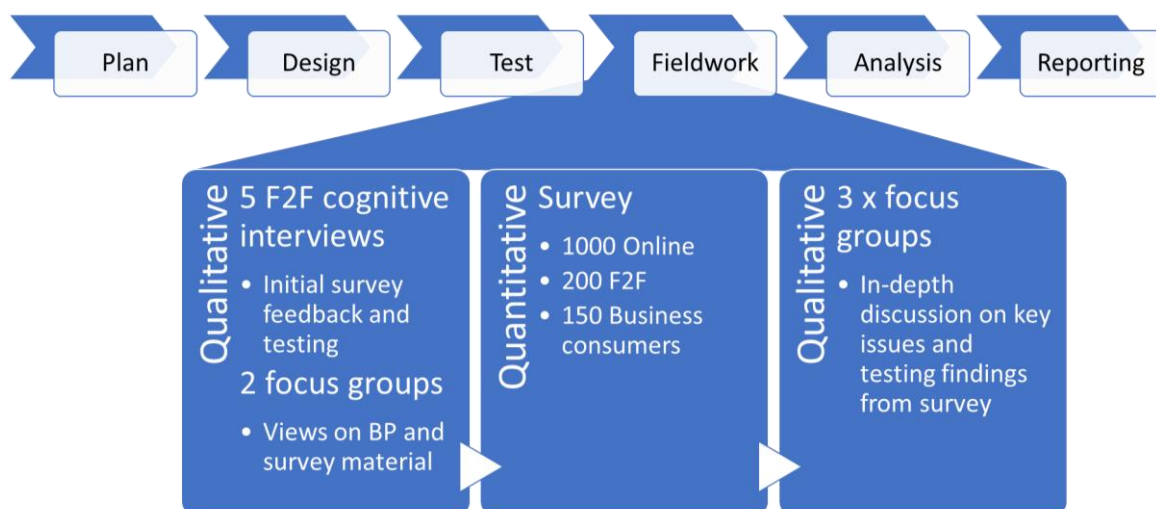 Plan
Design
Test
Fieldwork
Analysis
Reporting
Qualitative
5 F2F cognitive
interviews
• Initial survey
feedback and
testing
2 focus groups
• Views on BP and
survey material
Quantitative
Survey
• 1000 Online
• 200 F2F
• 150 Business
consumers
Qualitative
3 x focus
groups
• In-depth
discussion on key
issues and
testing findings
from survey